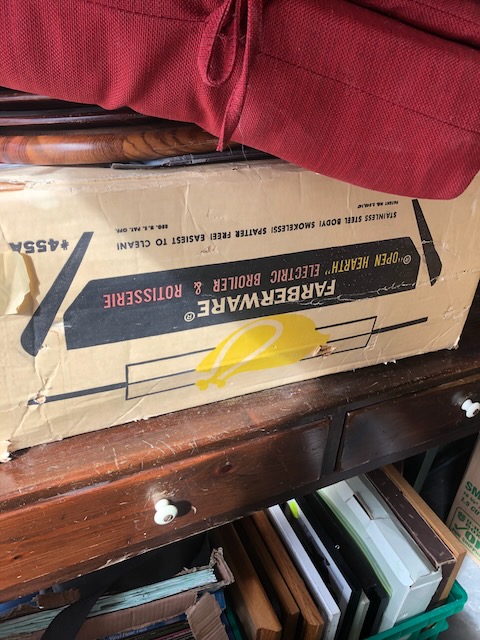 FARBERWARE®
"OPEN HEARTH"® ELECTRIC BROILER & ROTISSERIE
STAINLESS STEEL BODY! SMOKELESS! SPATTER FREE! EASIEST TO CLEAN!
REG. U.S. PAT. OFF.
#455A
SM